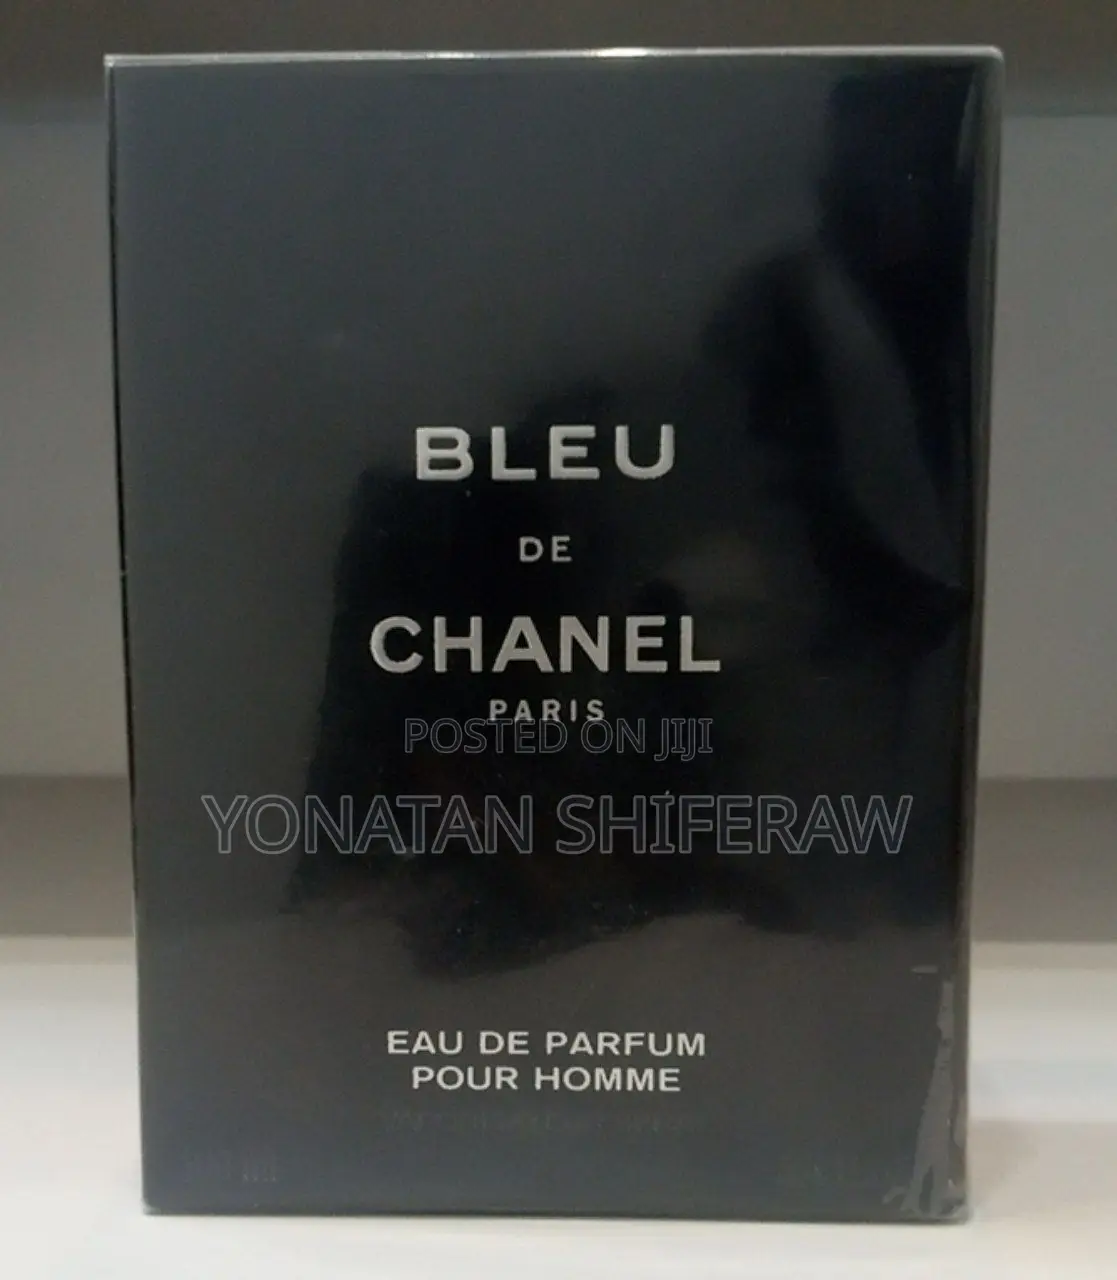 BLEU
DE
CHANEL
PARIS
POSTED ON JIJI
YONATAN SHIFERAW
EAU DE PARFUM
POUR HOMME